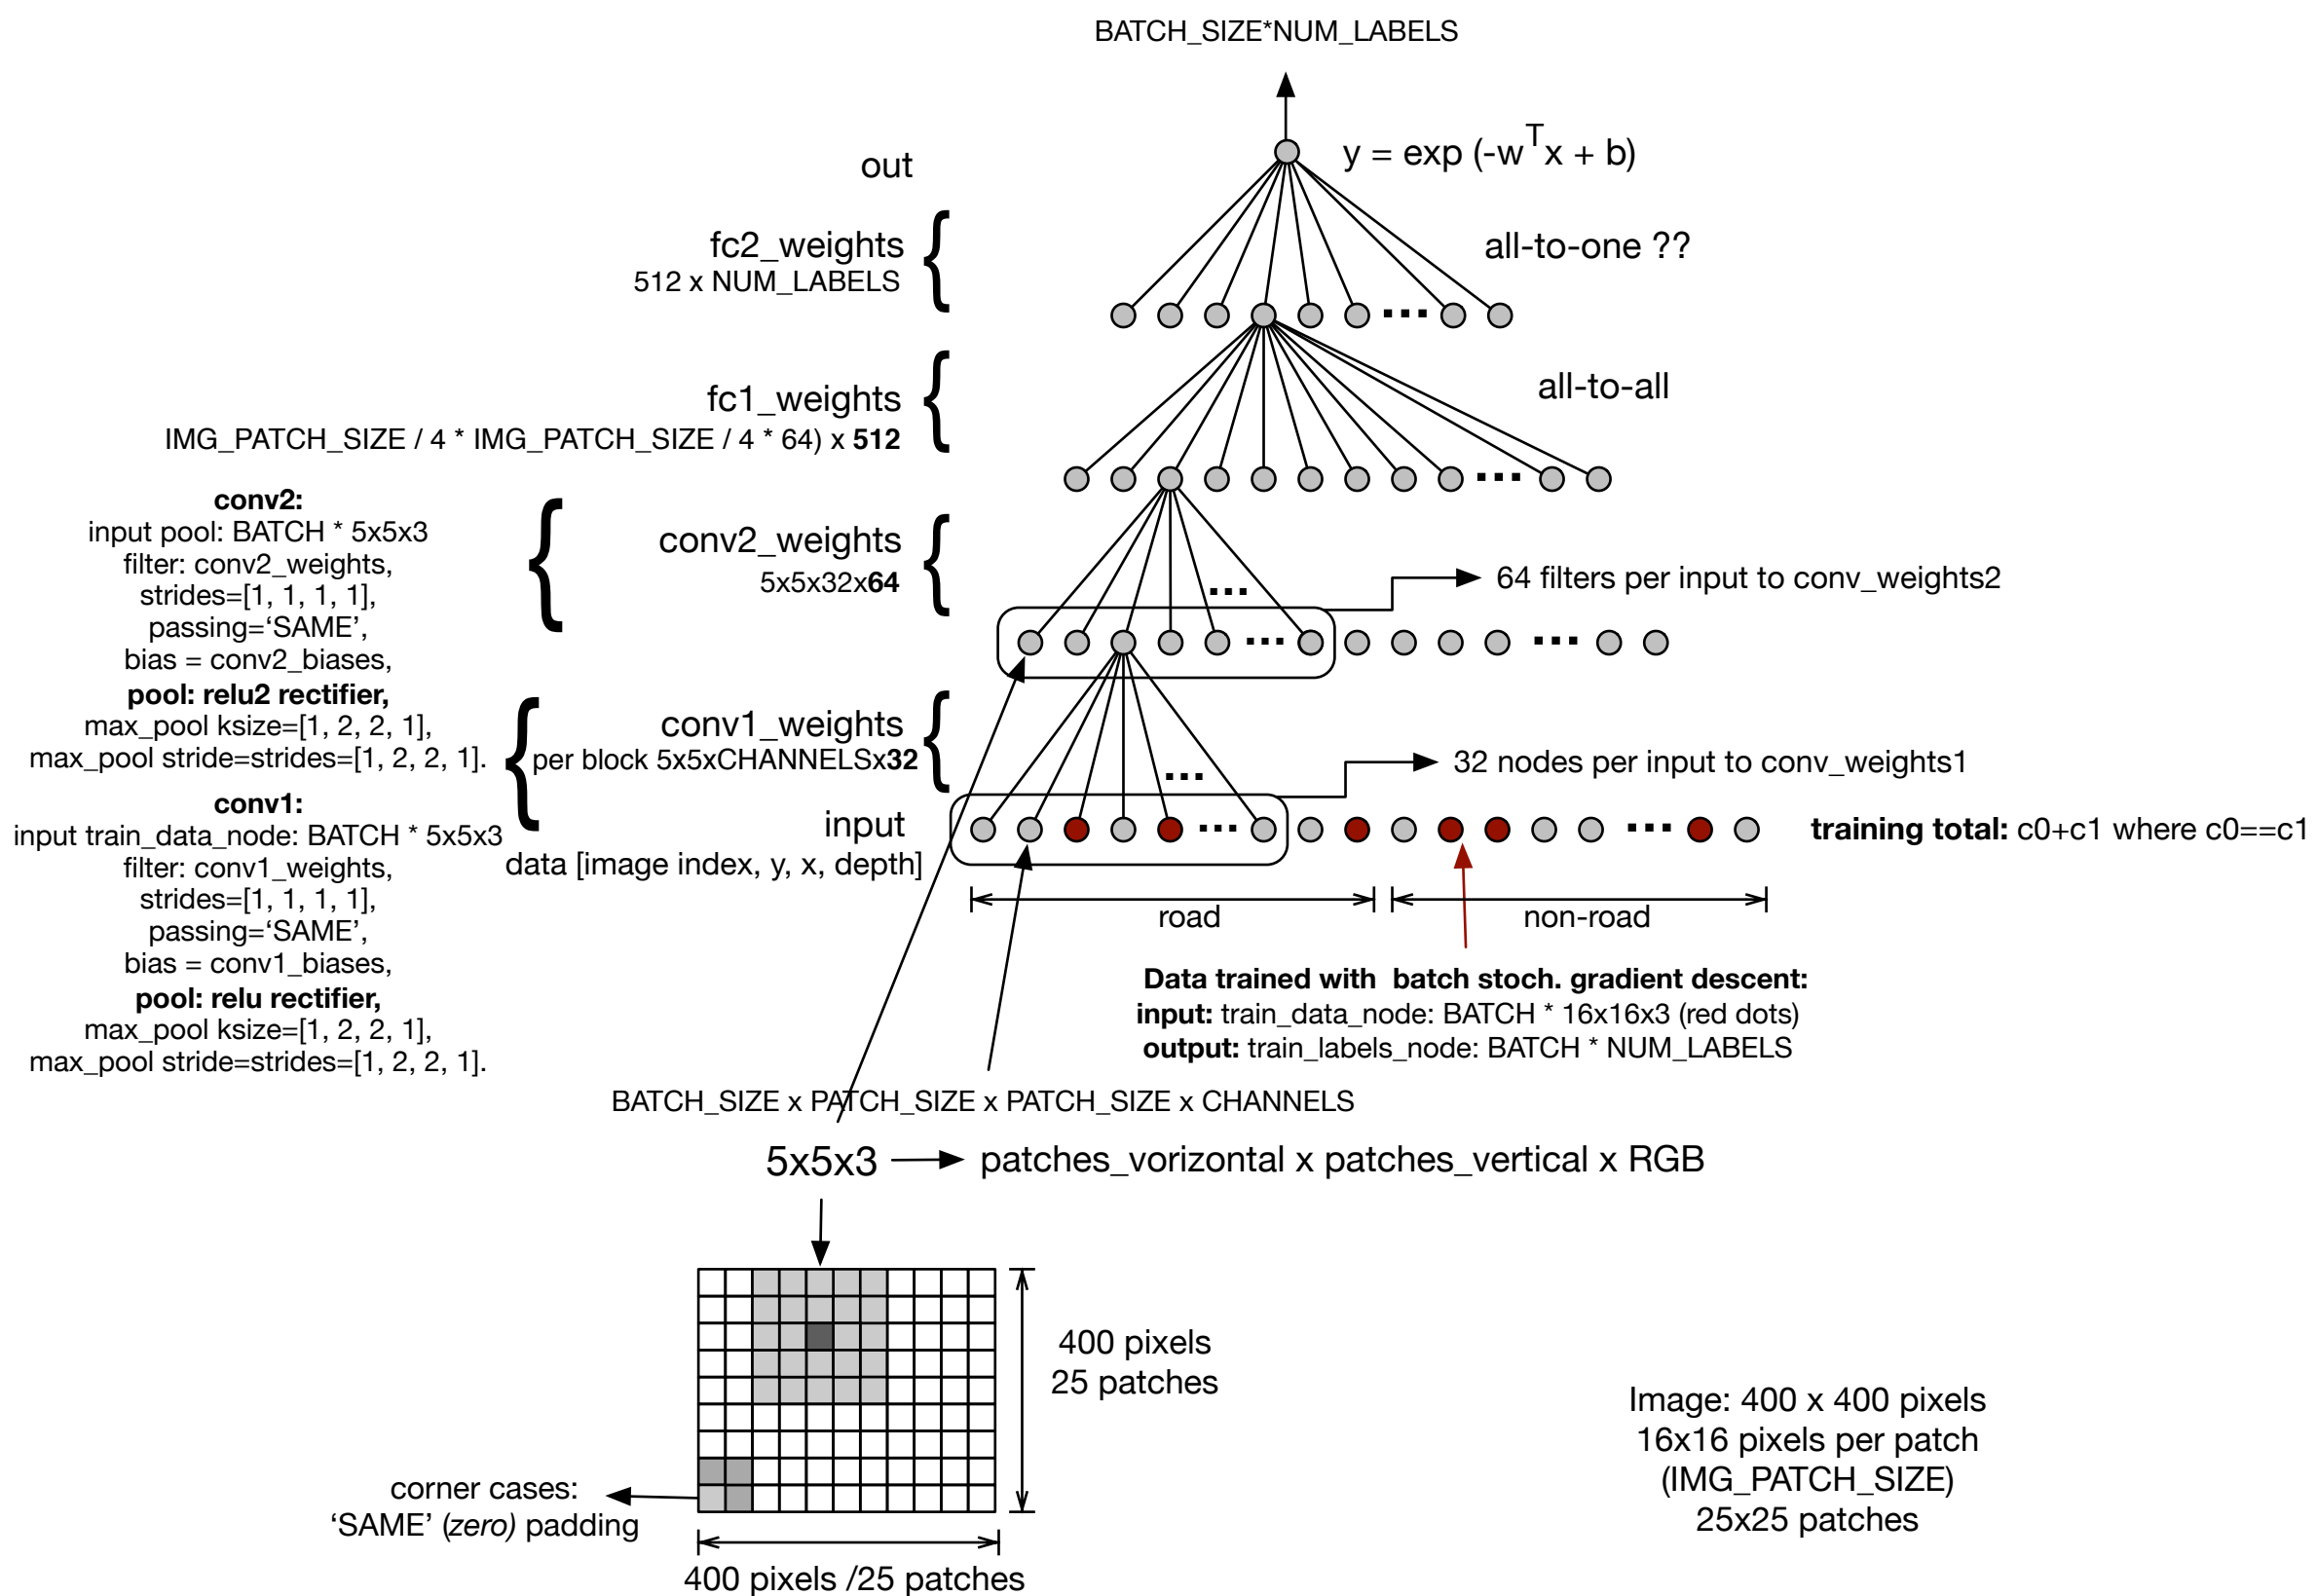 BATCH_SIZE*NUM_LABELS
out
y = exp (-wᵀx + b)
fc2_weights
512 x NUM_LABELS
all-to-one ??
...
fc1_weights
IMG_PATCH_SIZE / 4 * IMG_PATCH_SIZE / 4 * 64) x 512
all-to-all
...
conv2:
input pool: BATCH * 5x5x3
filter: conv2_weights,
strides=[1, 1, 1, 1],
passing=‘SAME’,
bias = conv2_biases,
pool: relu2 rectifier,
max_pool ksize=[1, 2, 2, 1],
max_pool stride=strides=[1, 2, 2, 1].
conv2_weights
5x5x32x64
...
64 filters per input to conv_weights2
... ...
conv1_weights
per block 5x5xCHANNELSx32
...
32 nodes per input to conv_weights1
conv1:
input train_data_node: BATCH * 5x5x3
filter: conv1_weights,
strides=[1, 1, 1, 1],
passing=‘SAME’,
bias = conv1_biases,
pool: relu rectifier,
max_pool ksize=[1, 2, 2, 1],
max_pool stride=strides=[1, 2, 2, 1].
input
data [image index, y, x, depth]
... ...
training total: c0+c1 where c0==c1
road
non-road
Data trained with batch stoch. gradient descent:
input: train_data_node: BATCH * 16x16x3 (red dots)
output: train_labels_node: BATCH * NUM_LABELS
BATCH_SIZE x PATCH_SIZE x PATCH_SIZE x CHANNELS
5x5x3
patches_vorizontal x patches_vertical x RGB
400 pixels
25 patches
corner cases:
‘SAME’ (zero) padding
400 pixels /25 patches
Image: 400 x 400 pixels
16x16 pixels per patch
(IMG_PATCH_SIZE)
25x25 patches